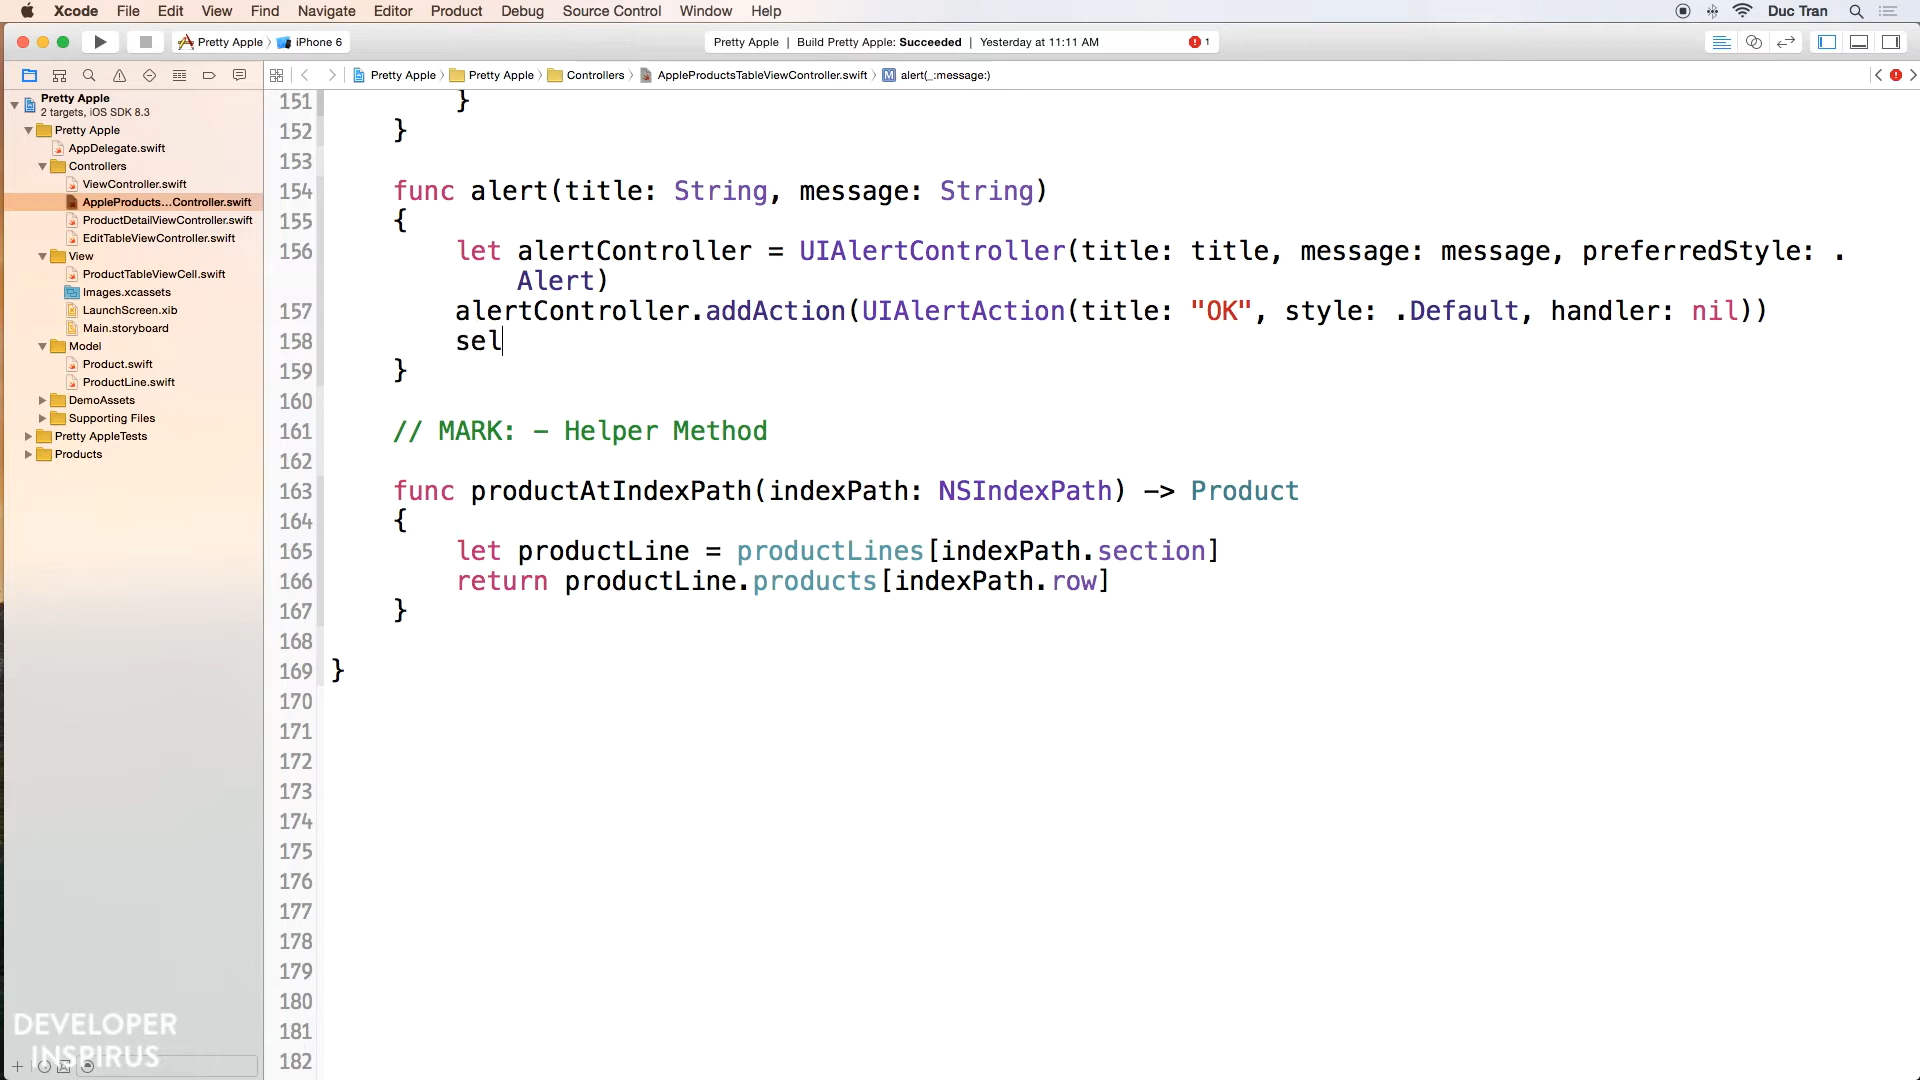 Xcode File Edit View Find Navigate Editor Product Debug Source Control Window Help Duc Tran
Pretty Apple iPhone 6 Pretty Apple | Build Pretty Apple: Succeeded | Yesterday at 11:11 AM 1
Pretty Apple Pretty Apple Controllers AppleProductsTableViewController.swift M alert(_:message:)
Pretty Apple
2 targets, iOS SDK 8.3
Pretty Apple
AppDelegate.swift
Controllers
ViewController.swift
AppleProducts...Controller.swift
ProductDetailViewController.swift
EditTableViewController.swift
View
ProductTableViewCell.swift
Images.xcassets
LaunchScreen.xib
Main.storyboard
Model
Product.swift
ProductLine.swift
DemoAssets
Supporting Files
Pretty AppleTests
Products
151 }
152 }
153
154 func alert(title: String, message: String)
155 {
156 let alertController = UIAlertController(title: title, message: message, preferredStyle: .
Alert)
157 alertController.addAction(UIAlertAction(title: "OK", style: .Default, handler: nil))
158 sel
159 }
160
161 // MARK: - Helper Method
162
163 func productAtIndexPath(indexPath: NSIndexPath) -> Product
164 {
165 let productLine = productLines[indexPath.section]
166 return productLine.products[indexPath.row]
167 }
168
169 }
170
171
172
173
174
175
176
177
178
179
180
181
182
DEVELOPER
INSPIRUS